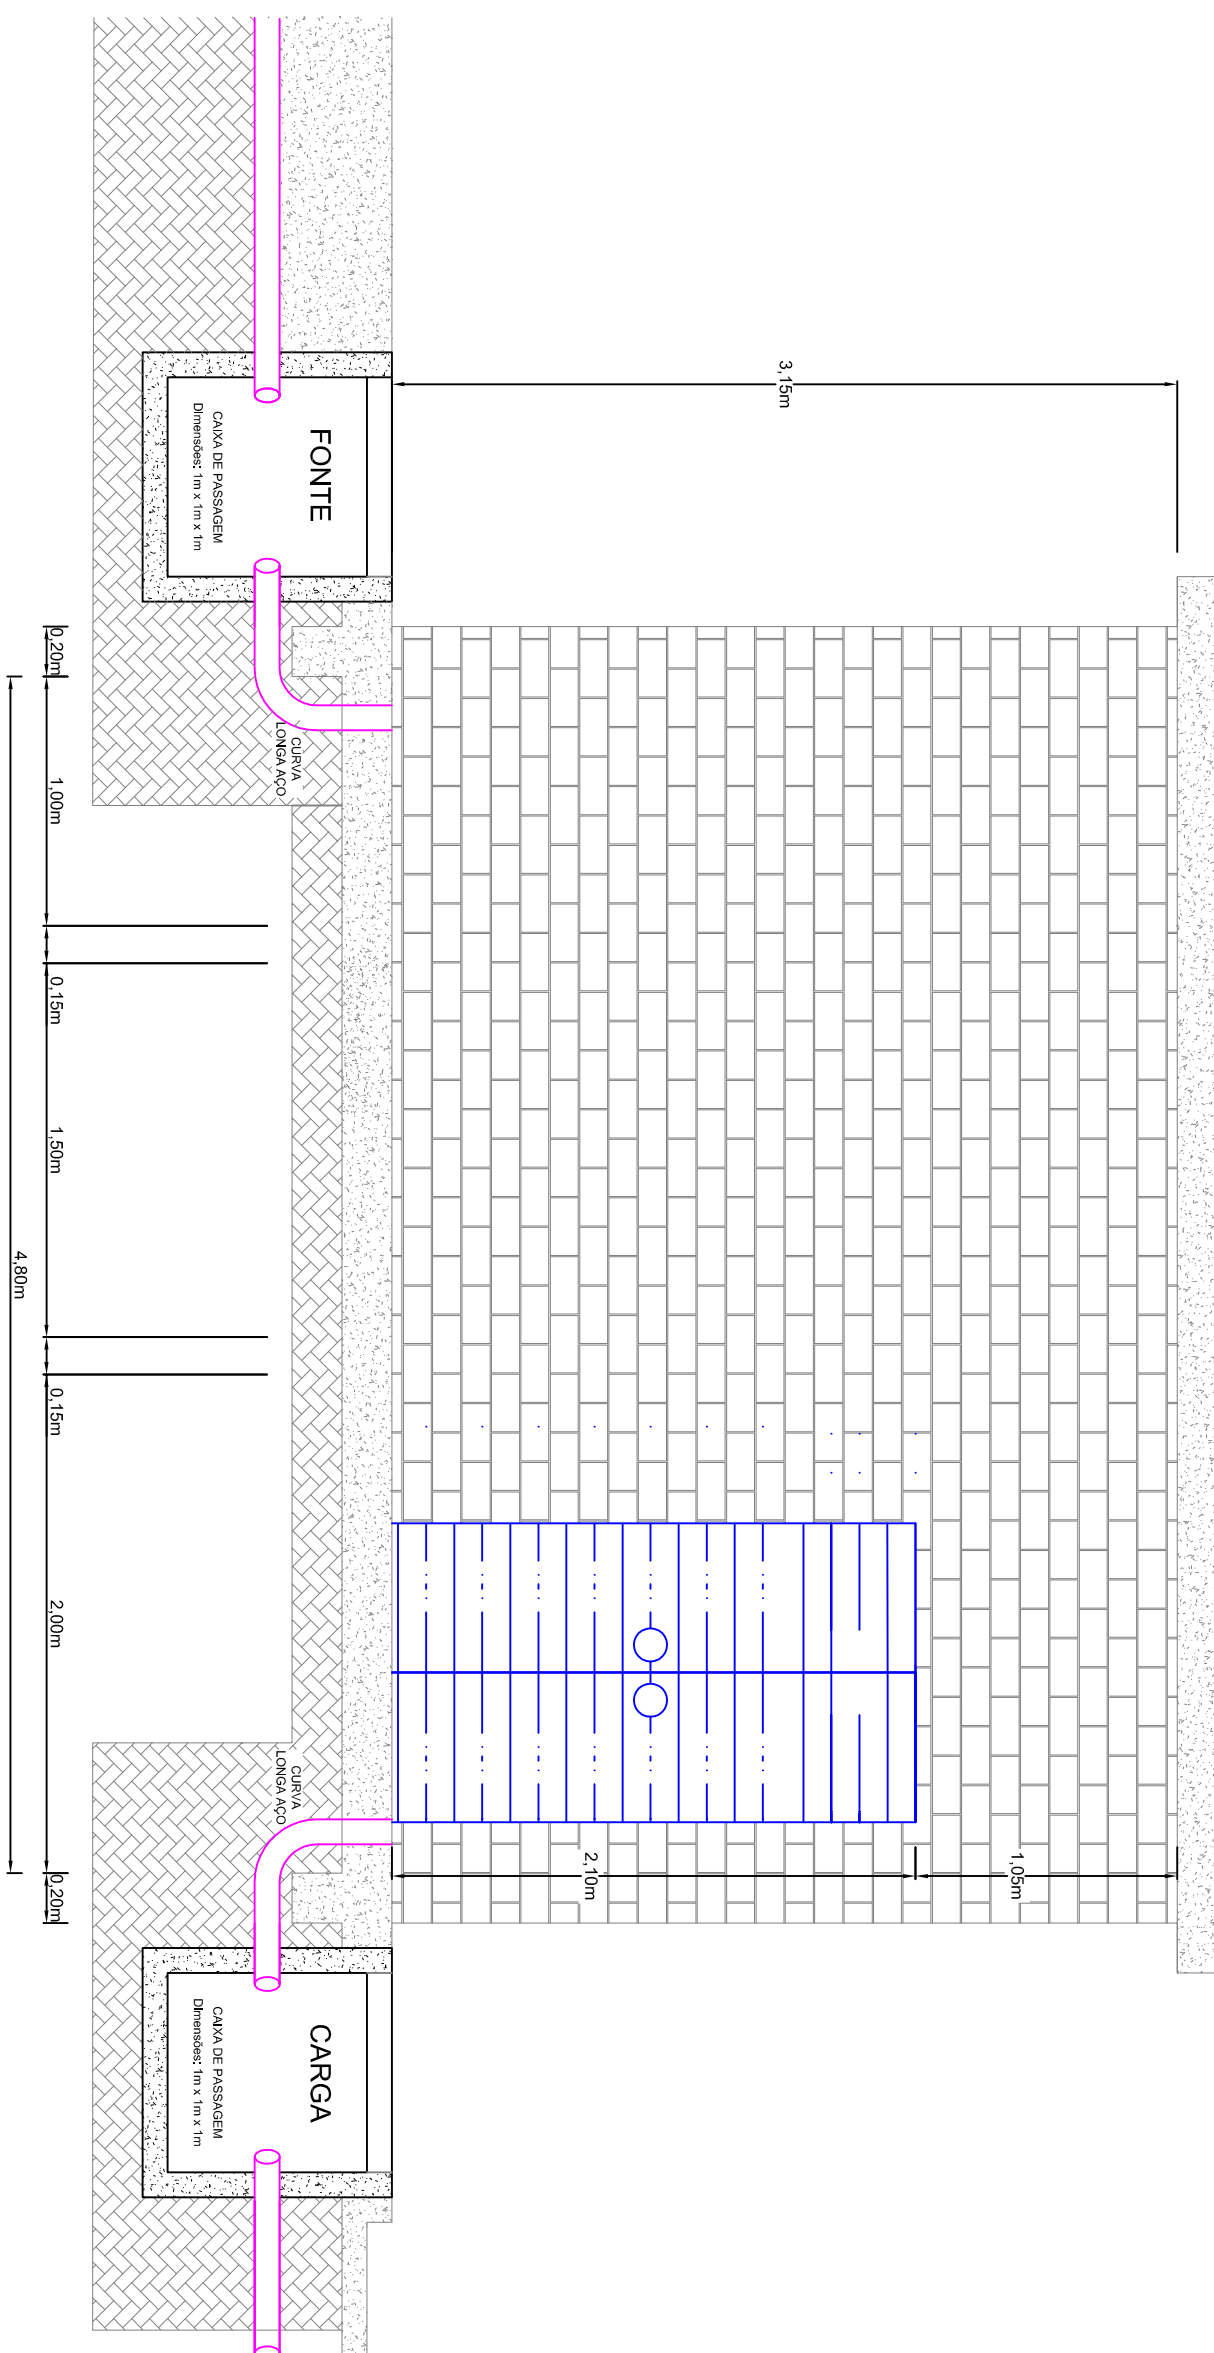 3,15m
FONTE
CAIXA DE PASSAGEM
Dimensões: 1m x 1m x 1m
CURVA
LONGA AÇO
0,20m
1,00m
0,15m
1,50m
0,15m
2,00m
0,20m
4,80m
CURVA
LONGA AÇO
2,10m
1,05m
CARGA
CAIXA DE PASSAGEM
Dimensões: 1m x 1m x 1m